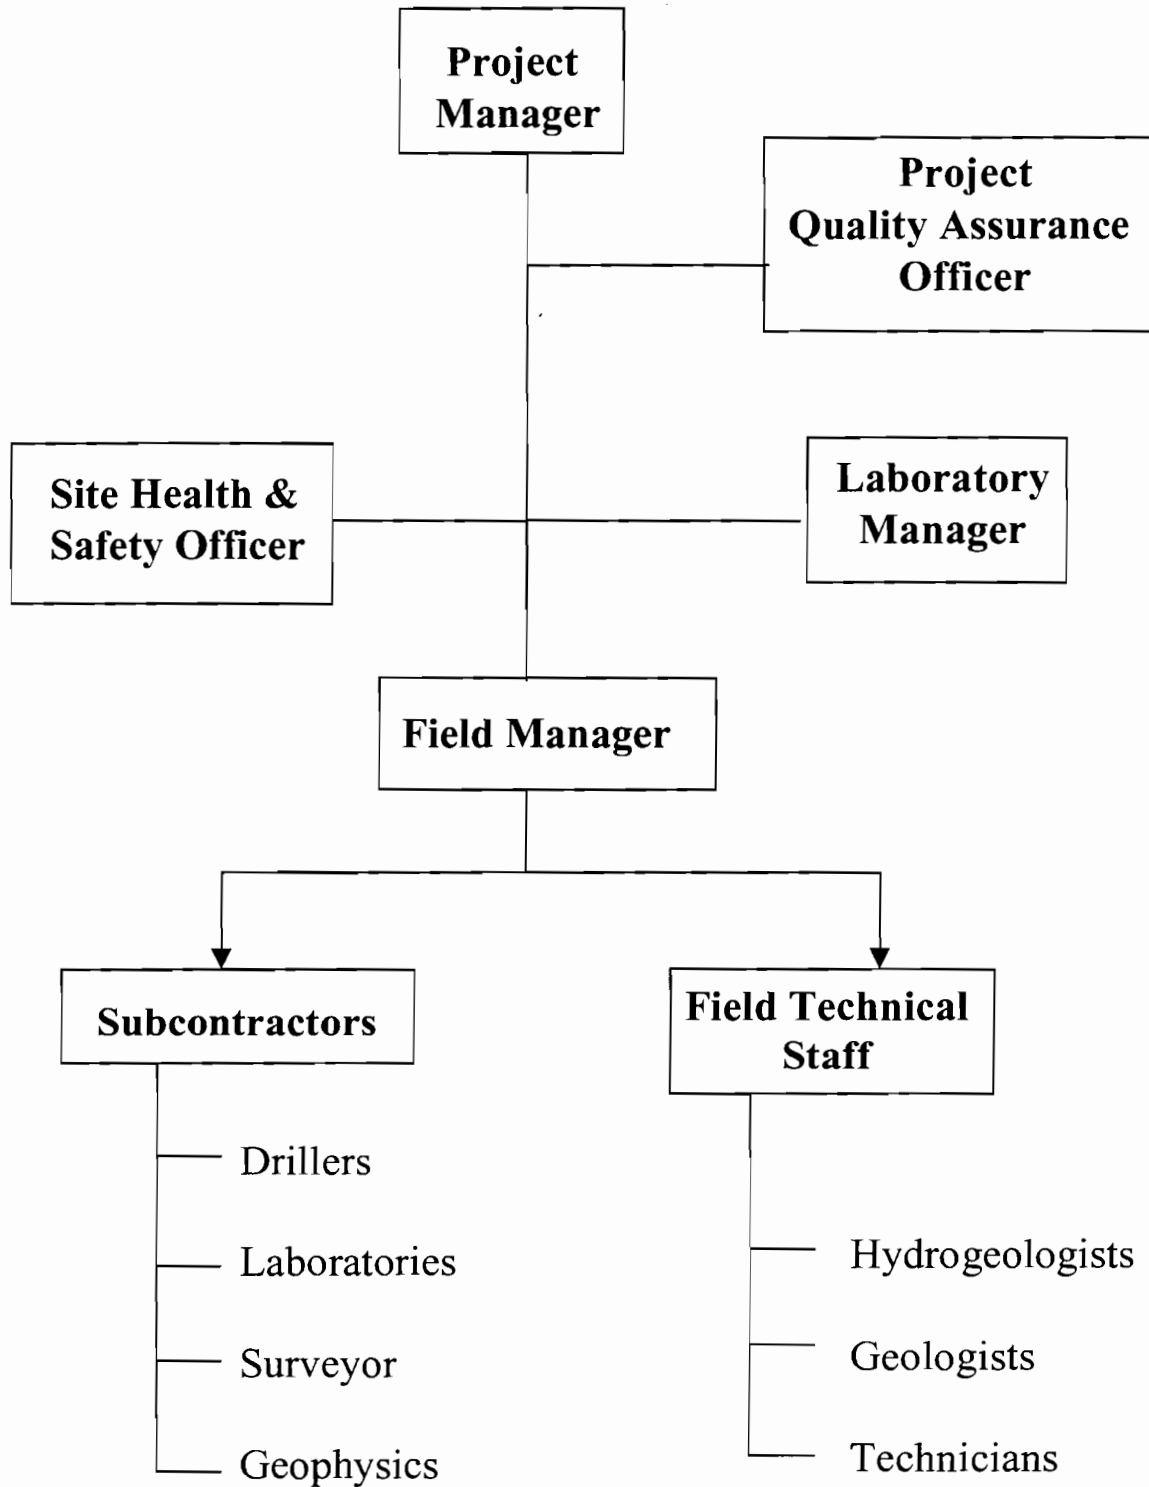 Project
Manager
Project
Quality Assurance
Officer
Site Health &
Safety Officer
Laboratory
Manager
Field Manager
Subcontractors
Field Technical
Staff
Drillers
Laboratories
Surveyor
Geophysics
Hydrogeologists
Geologists
Technicians